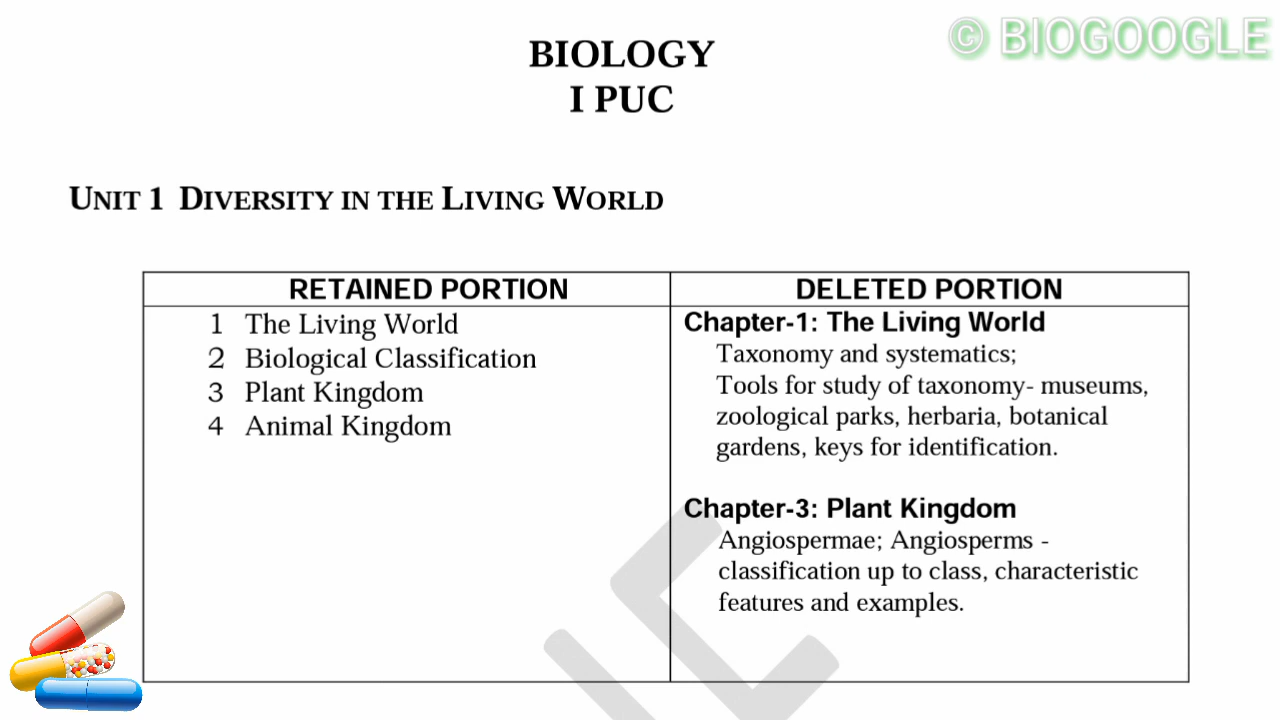 © BIOGOOGLE
BIOLOGY
I PUC
UNIT 1 DIVERSITY IN THE LIVING WORLD
RETAINED PORTION
1 The Living World
2 Biological Classification
3 Plant Kingdom
4 Animal Kingdom
DELETED PORTION
Chapter-1: The Living World
Taxonomy and systematics;
Tools for study of taxonomy- museums,
zoological parks, herbaria, botanical
gardens, keys for identification.
Chapter-3: Plant Kingdom
Angiospermae; Angiosperms -
classification up to class, characteristic
features and examples.